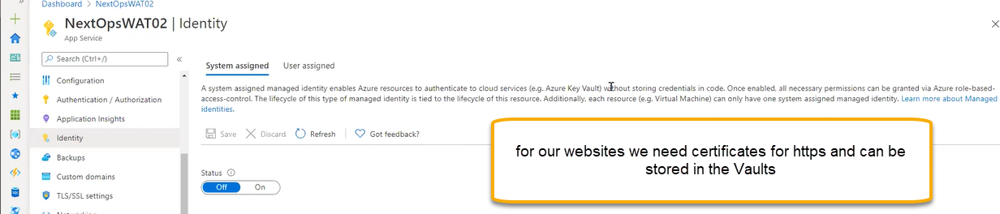 Dashboard > NextOpsWAT02
NextOpsWAT02 | Identity
App Service
Search (Ctrl+/)
Configuration
Authentication / Authorization
Application Insights
Identity
Backups
Custom domains
TLS/SSL settings
Networking
System assigned User assigned
A system assigned managed identity enables Azure resources to authenticate to cloud services (e.g. Azure Key Vault) without storing credentials in code. Once enabled, all necessary permissions can be granted via Azure role-based-
access-control. The lifecycle of this type of managed identity is tied to the lifecycle of this resource. Additionally, each resource (e.g. Virtual Machine) can only have one system assigned managed identity. Learn more about Managed
identities.
Save Discard Refresh Got feedback?
Status
Off On
for our websites we need certificates for https and can be
stored in the Vaults